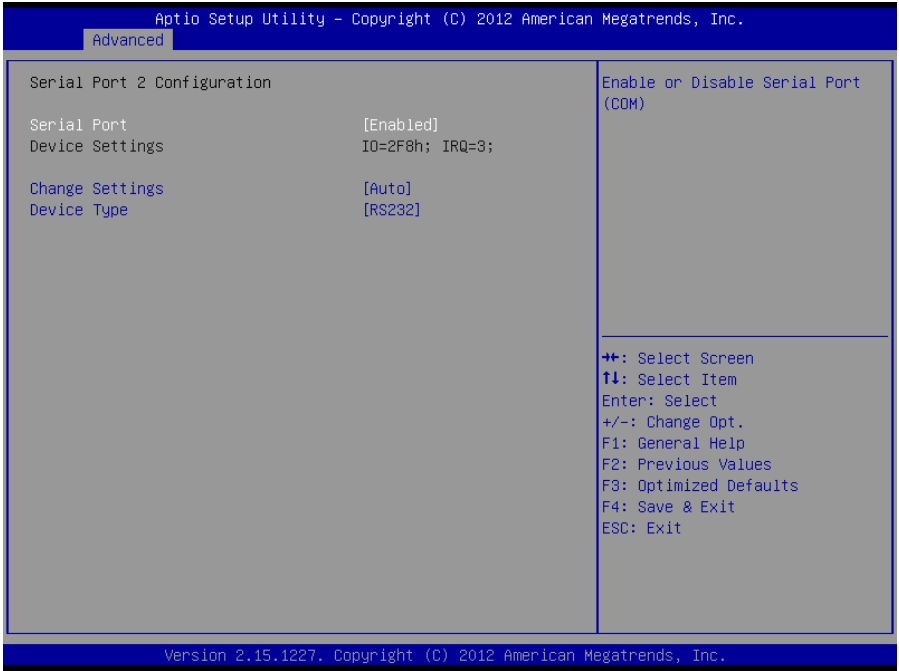 Aptio Setup Utility – Copyright (C) 2012 American Megatrends, Inc.
Advanced
Serial Port 2 Configuration
Serial Port [Enabled]
Device Settings IO=2F8h; IRQ=3;
Change Settings [Auto]
Device Type [RS232]
Enable or Disable Serial Port
(COM)
→←: Select Screen
↑↓: Select Item
Enter: Select
+/-: Change Opt.
F1: General Help
F2: Previous Values
F3: Optimized Defaults
F4: Save & Exit
ESC: Exit
Version 2.15.1227. Copyright (C) 2012 American Megatrends, Inc.